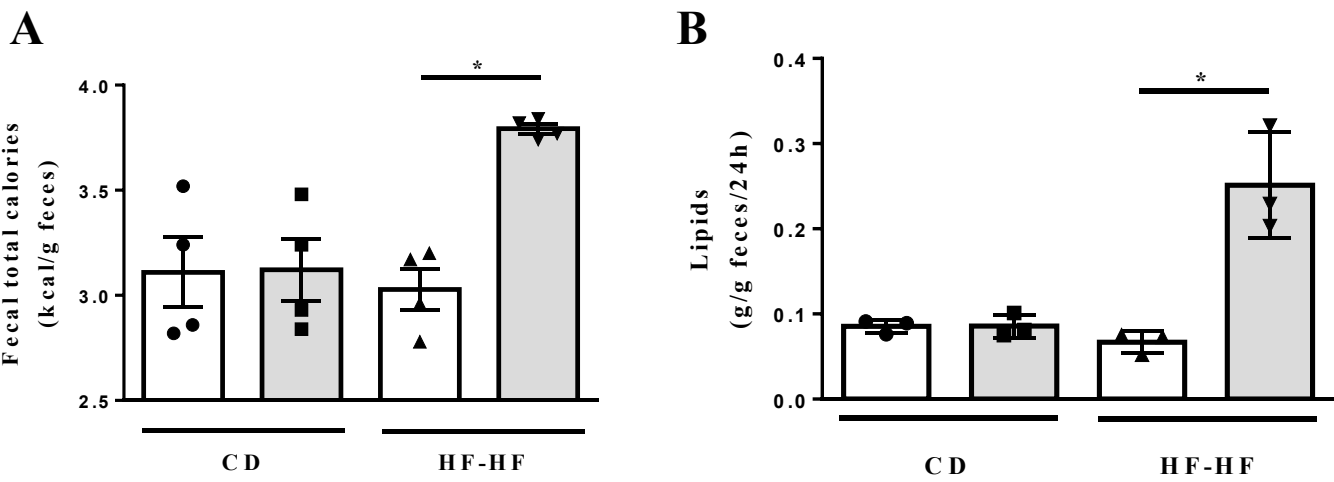 A
Fecal total calories
(kcal/g feces)
4.0
3.5
3.0
2.5
*
CD
HF-HF
B
Lipids
(g/g feces/24h)
0.4
0.3
0.2
0.1
0.0
*
CD
HF-HF